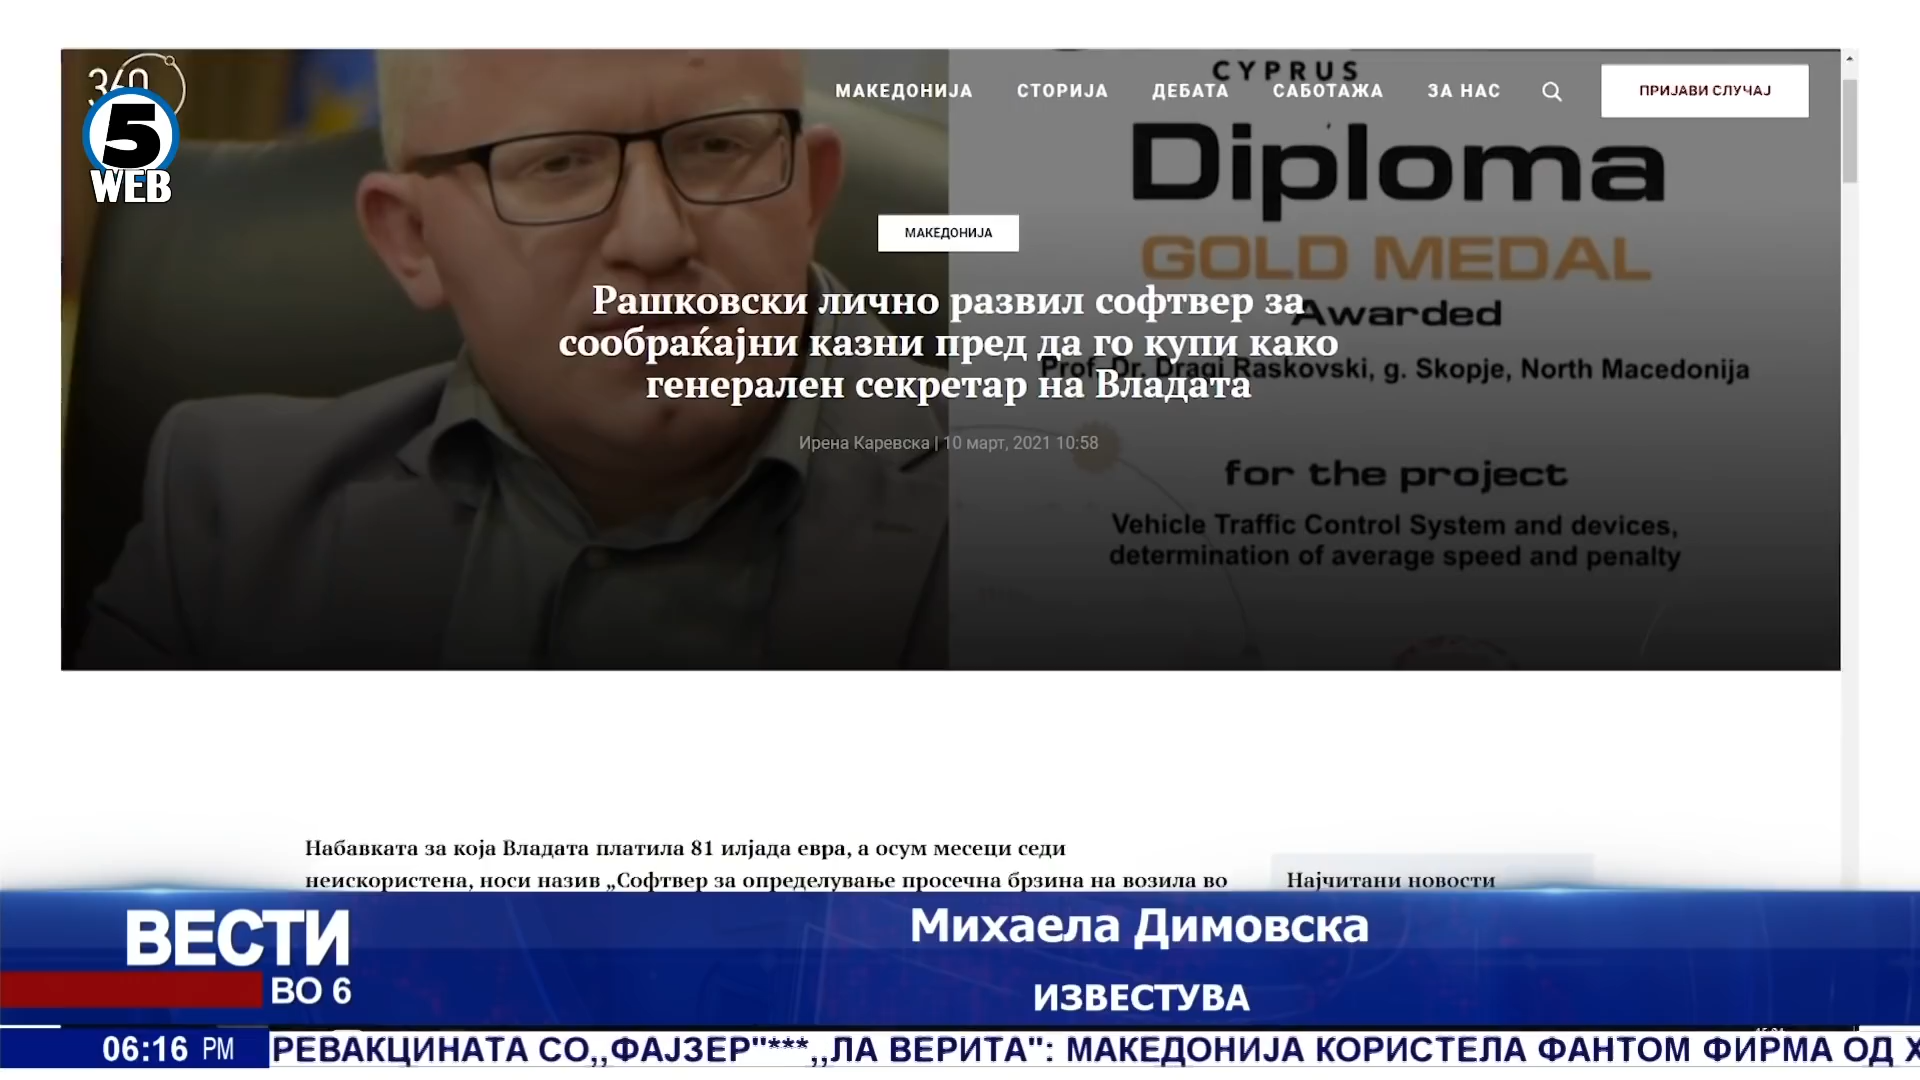 360
5
WEB
МАКЕДОНИЈА СТОРИЈА ДЕБАТА САБОТАЖА ЗА НАС ПРИЈАВИ СЛУЧАЈ
CYPRUS
Diploma
GOLD MEDAL
Awarded
Prof. Dr. Dragi Raskovski, g. Skopje, North Macedonija
for the project
Vehicle Traffic Control System and devices,
determination of average speed and penalty
МАКЕДОНИЈА
Рашковски лично развил софтвер за
сообраќајни казни пред да го купи како
генерален секретар на Владата
Ирена Каревска | 10 март, 2021 10:58
Набавката за која Владата платила 81 илјада евра, а осум месеци седи
неискористена, носи назив „Софтвер за определување просечна брзина на возила во
Најчитани новости
ВЕСТИ
ВО 6
Михаела Димовска
ИЗВЕСТУВА
06:16 PM
РЕВАКЦИНАТА СО,,ФАЈЗЕР"***,,ЛА ВЕРИТА": МАКЕДОНИЈА КОРИСТЕЛА ФАНТОМ ФИРМА ОД